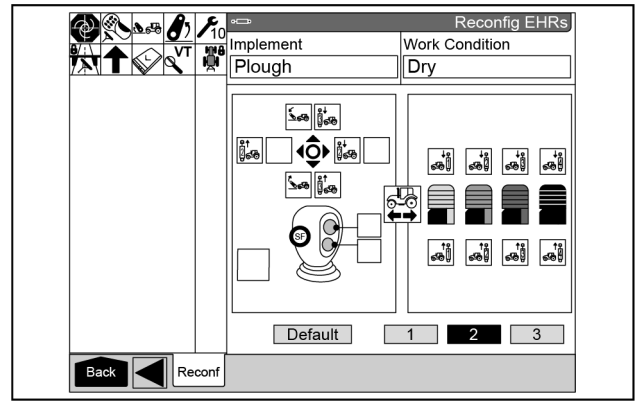 10
VT
Reconfig EHRs
Implement
Work Condition
Plough
Dry
SF
Default
1
2
3
Back
Reconf